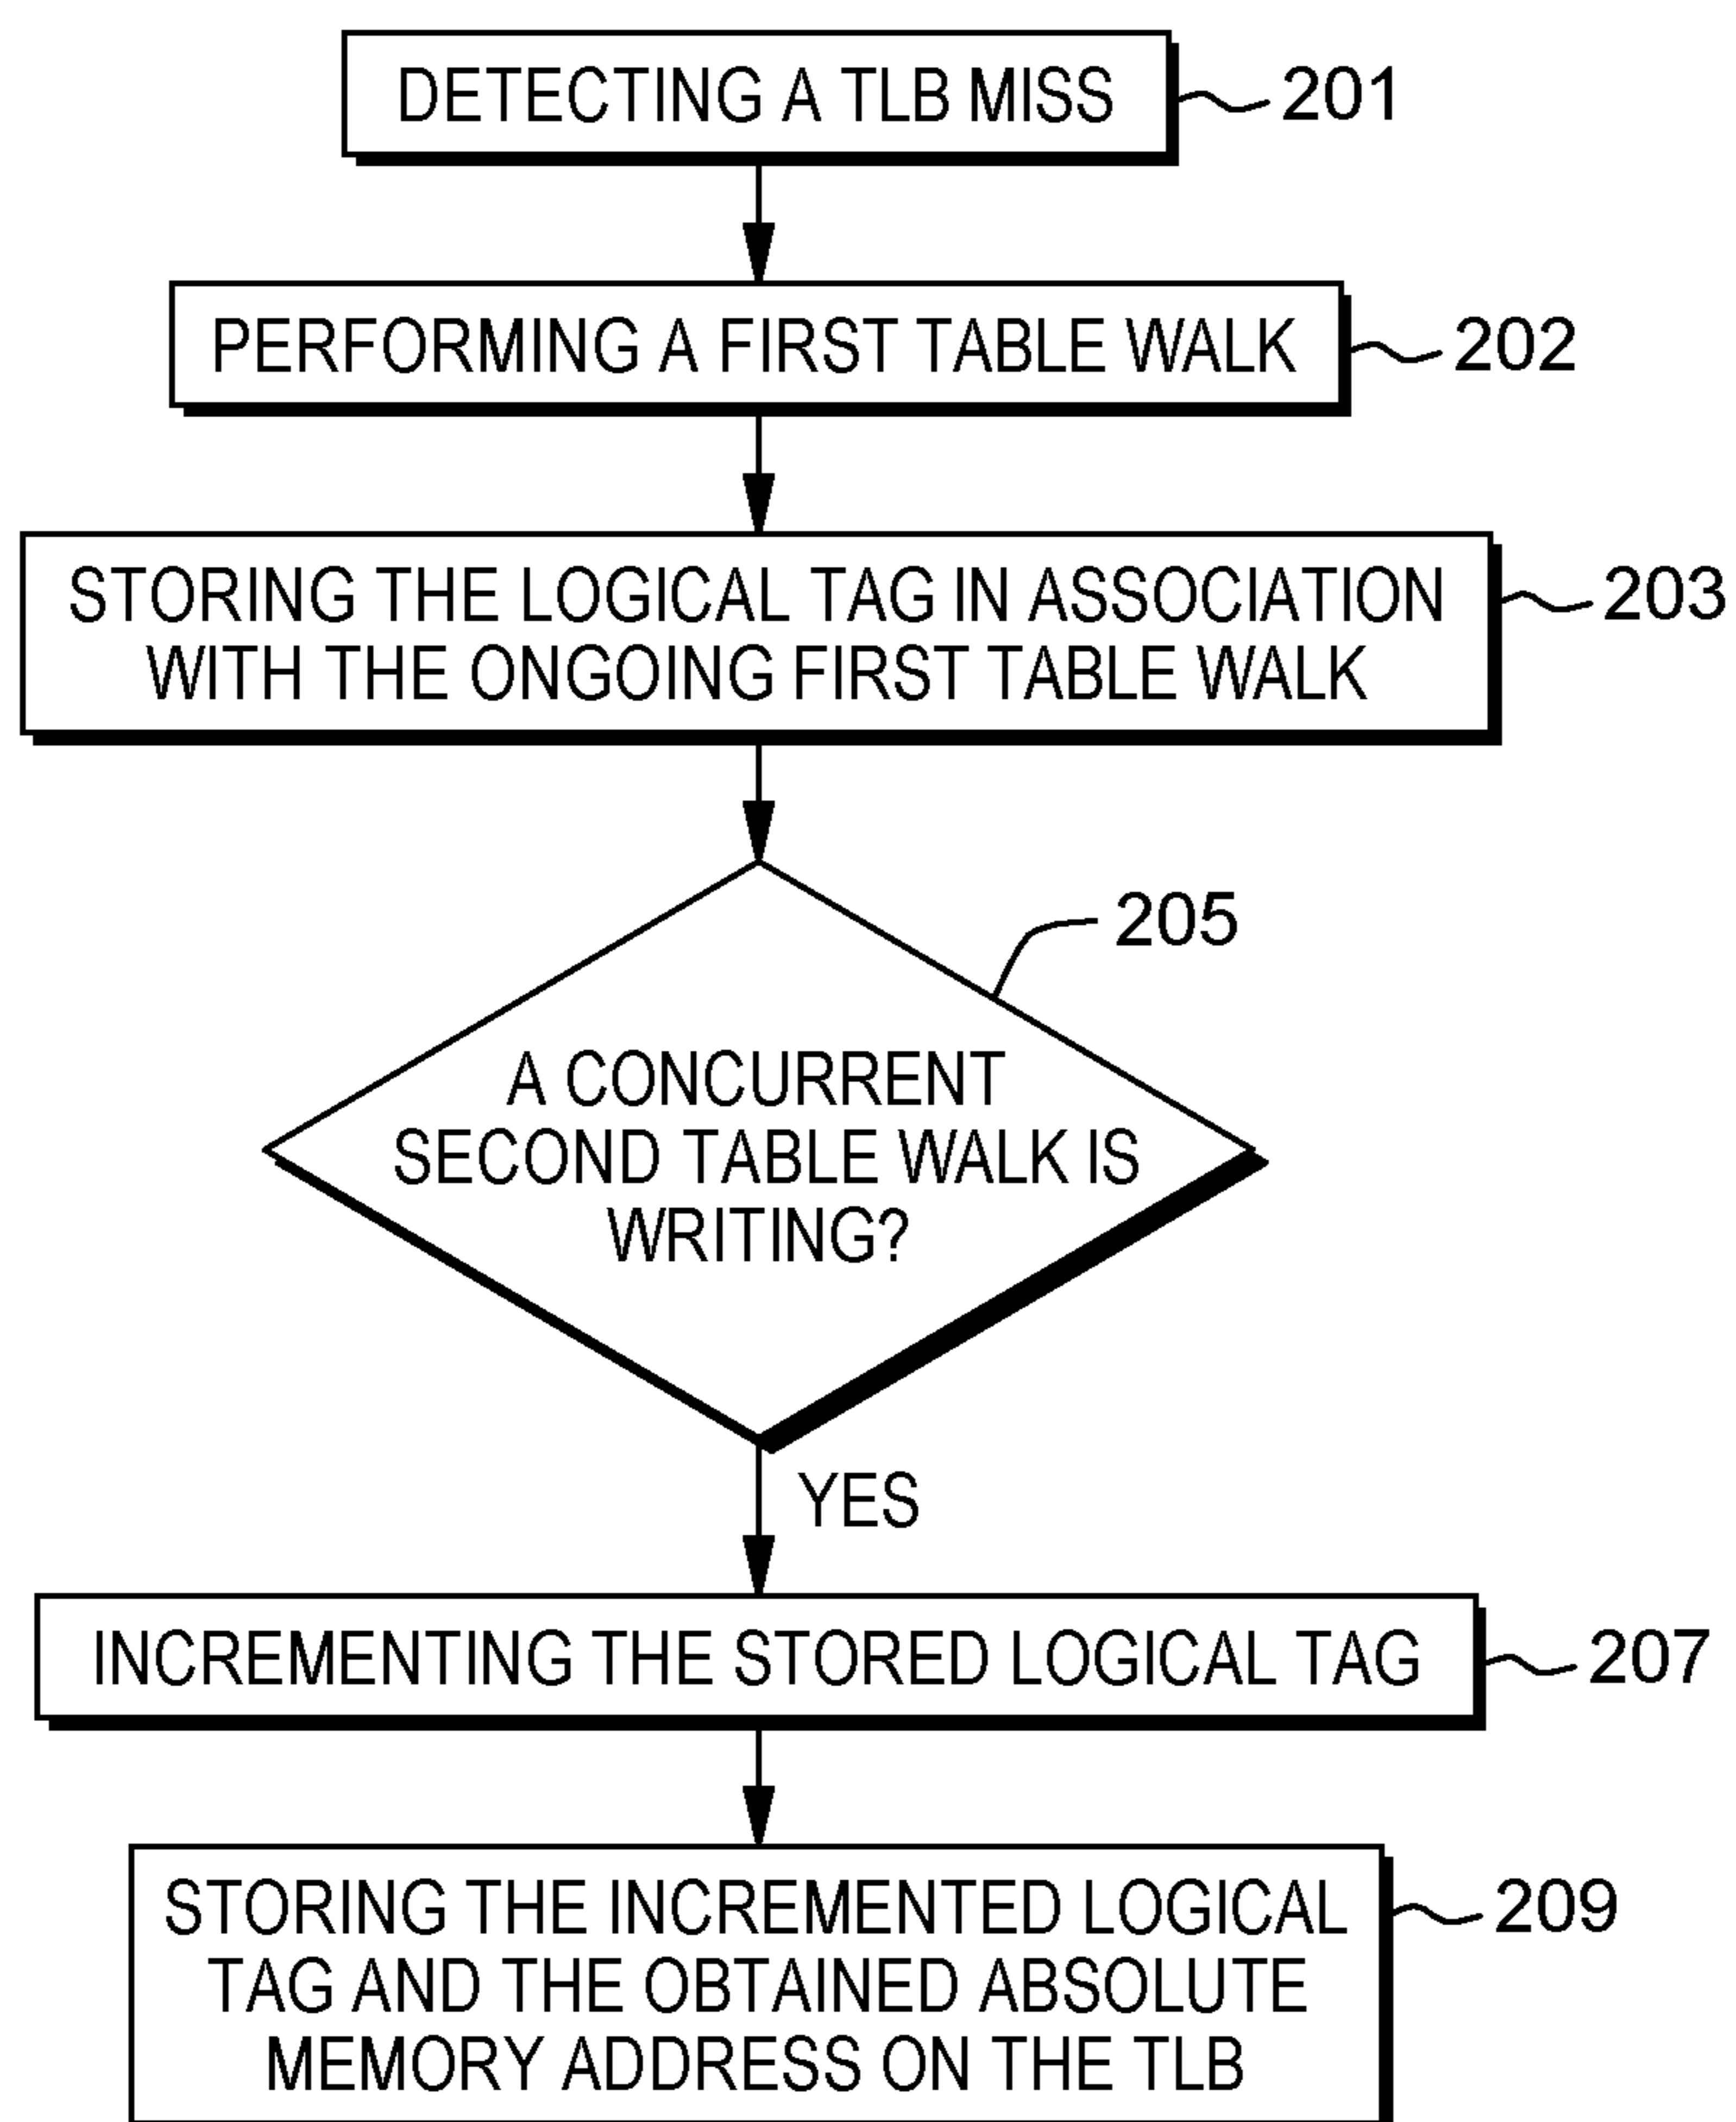 DETECTING A TLB MISS 201
PERFORMING A FIRST TABLE WALK 202
STORING THE LOGICAL TAG IN ASSOCIATION 203
WITH THE ONGOING FIRST TABLE WALK
205
A CONCURRENT
SECOND TABLE WALK IS
WRITING?
YES
INCREMENTING THE STORED LOGICAL TAG 207
STORING THE INCREMENTED LOGICAL 209
TAG AND THE OBTAINED ABSOLUTE
MEMORY ADDRESS ON THE TLB